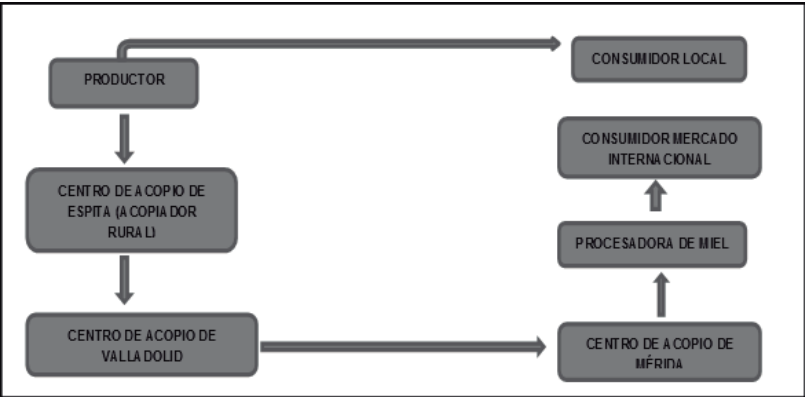 PRODUCTOR
CONSUMIDOR LOCAL
CENTRO DE ACOPIO DE
ESPITA (ACOPIADOR
RURAL)
CONSUMIDOR MERCADO
INTERNACIONAL
PROCESADORA DE MIEL
CENTRO DE ACOPIO DE
VALLADOLID
CENTRO DE ACOPIO DE
MÉRIDA